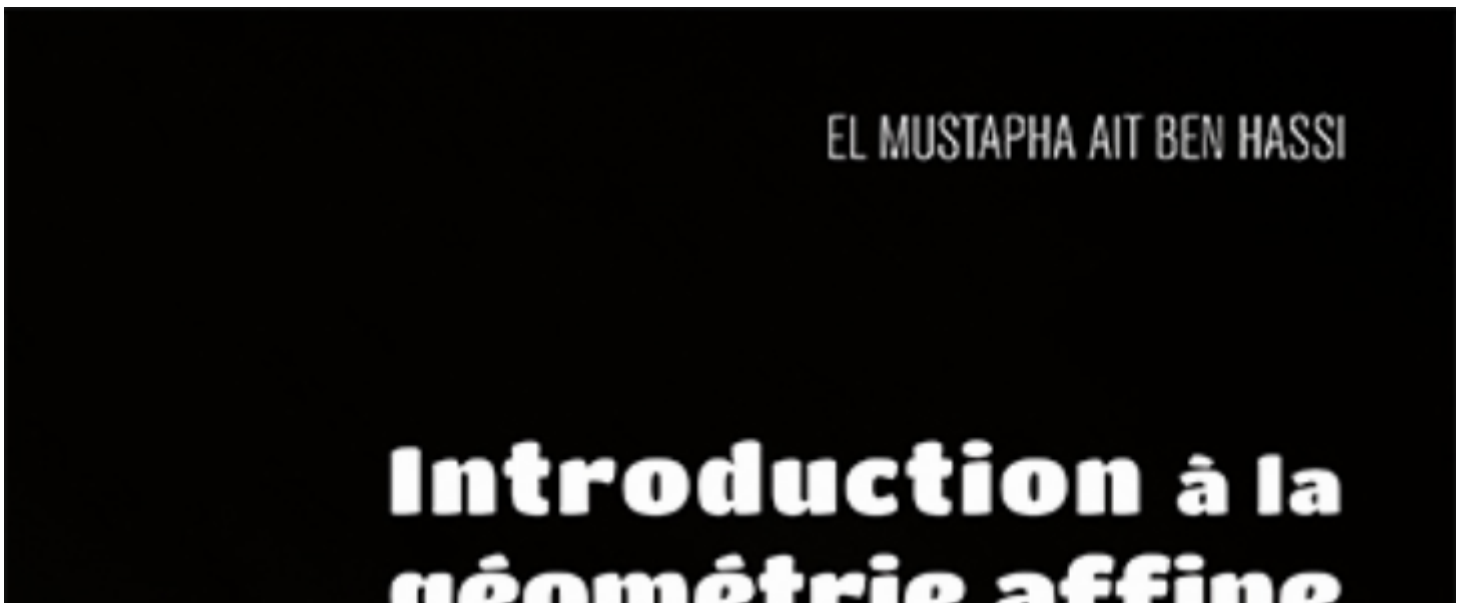 EL MUSTAPHA AIT BEN HASSI
Introduction à la
géométrie affine